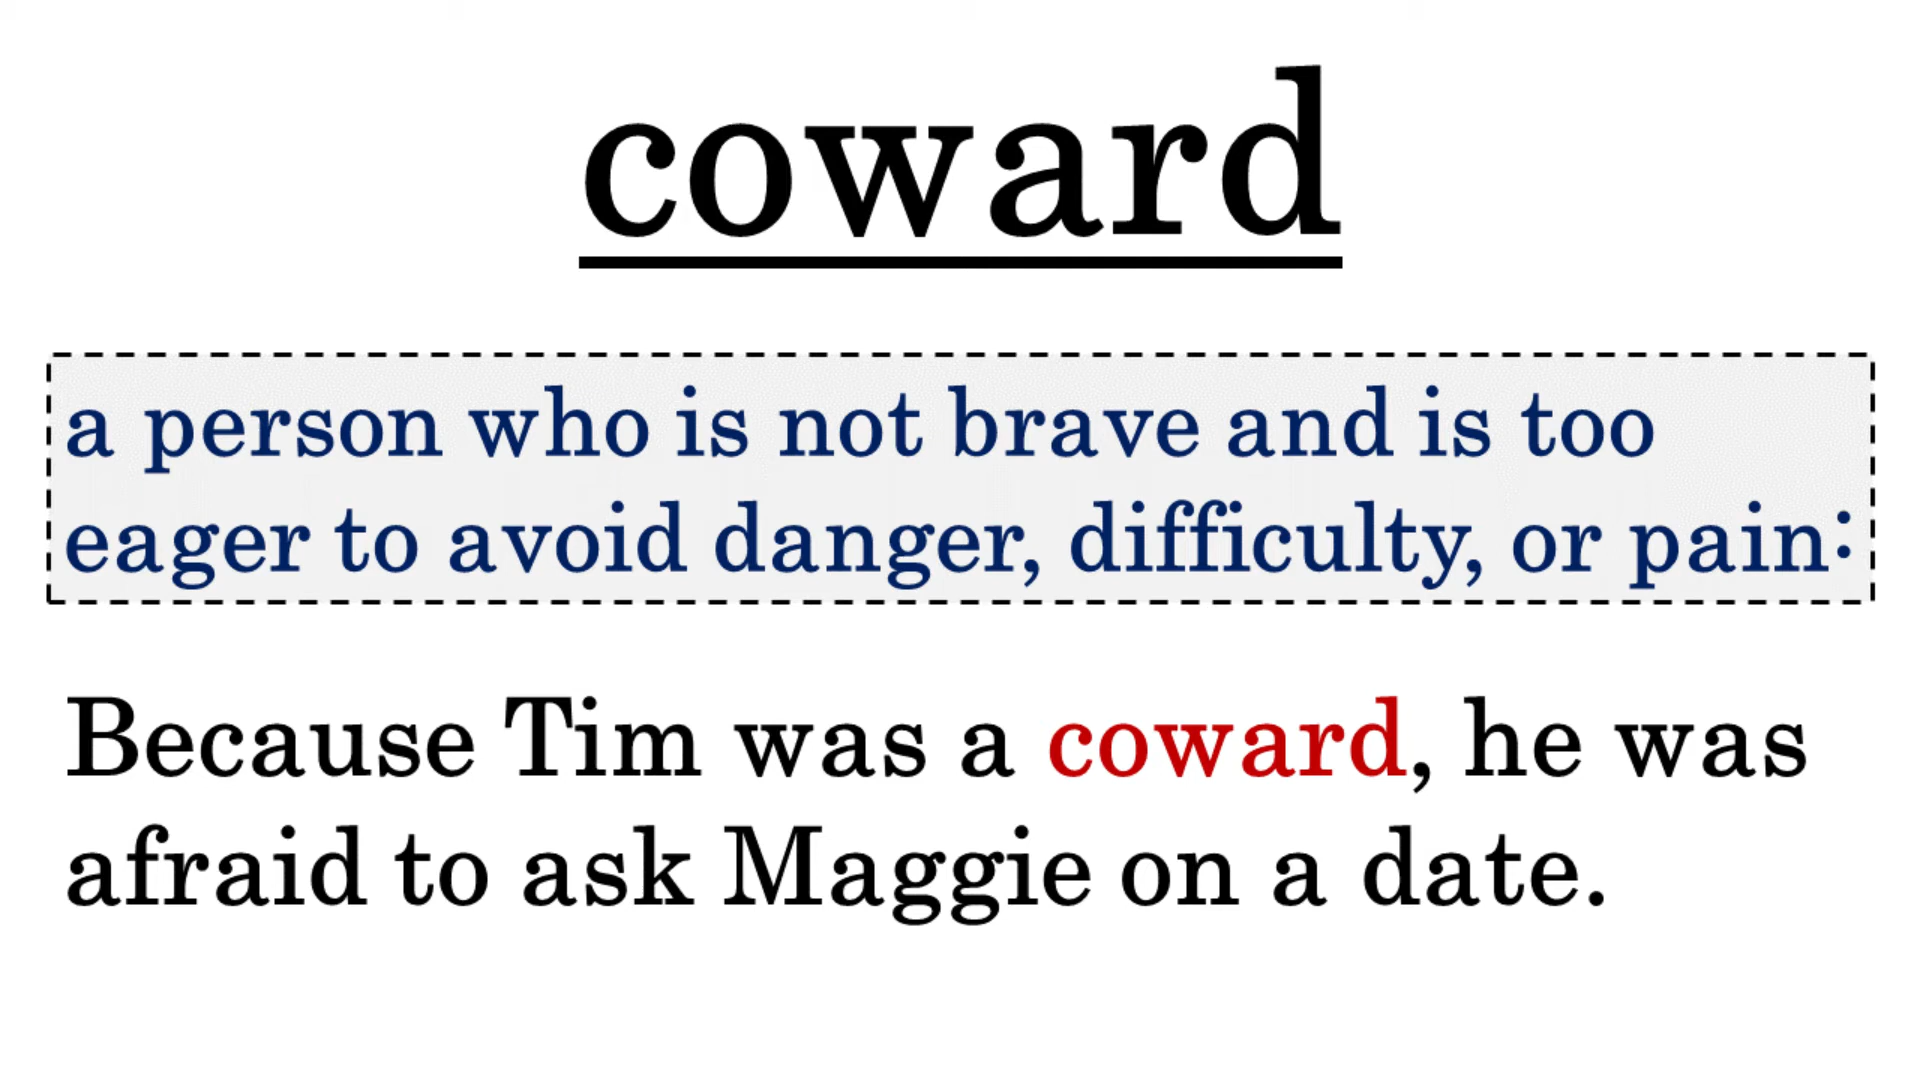 coward
a person who is not brave and is too
eager to avoid danger, difficulty, or pain:
Because Tim was a coward, he was
afraid to ask Maggie on a date.